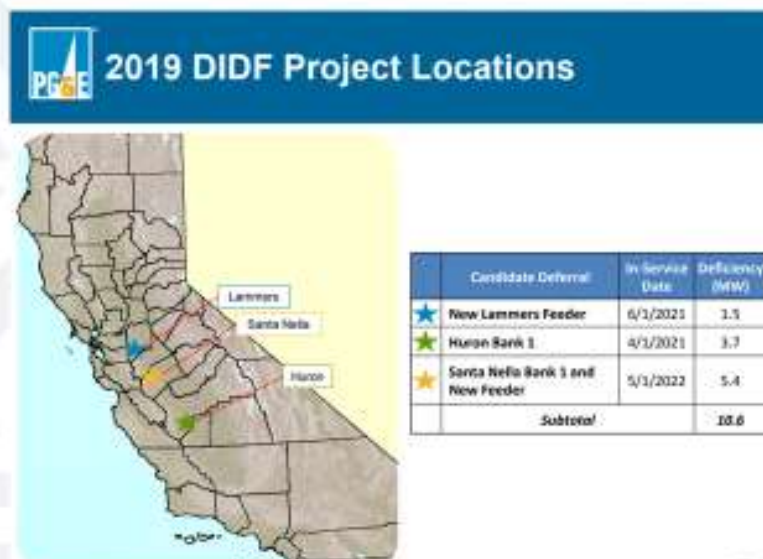 PG&E
2019 DIDF Project Locations
Lammers
Santa Nella
Huron
Candidate Deferral
In-Service
Date
Deficiency
(MW)
New Lammers Feeder
6/1/2021
1.5
Huron Bank 1
4/1/2021
3.7
Santa Nella Bank 1 and
New Feeder
5/1/2022
5.4
Subtotal
10.6